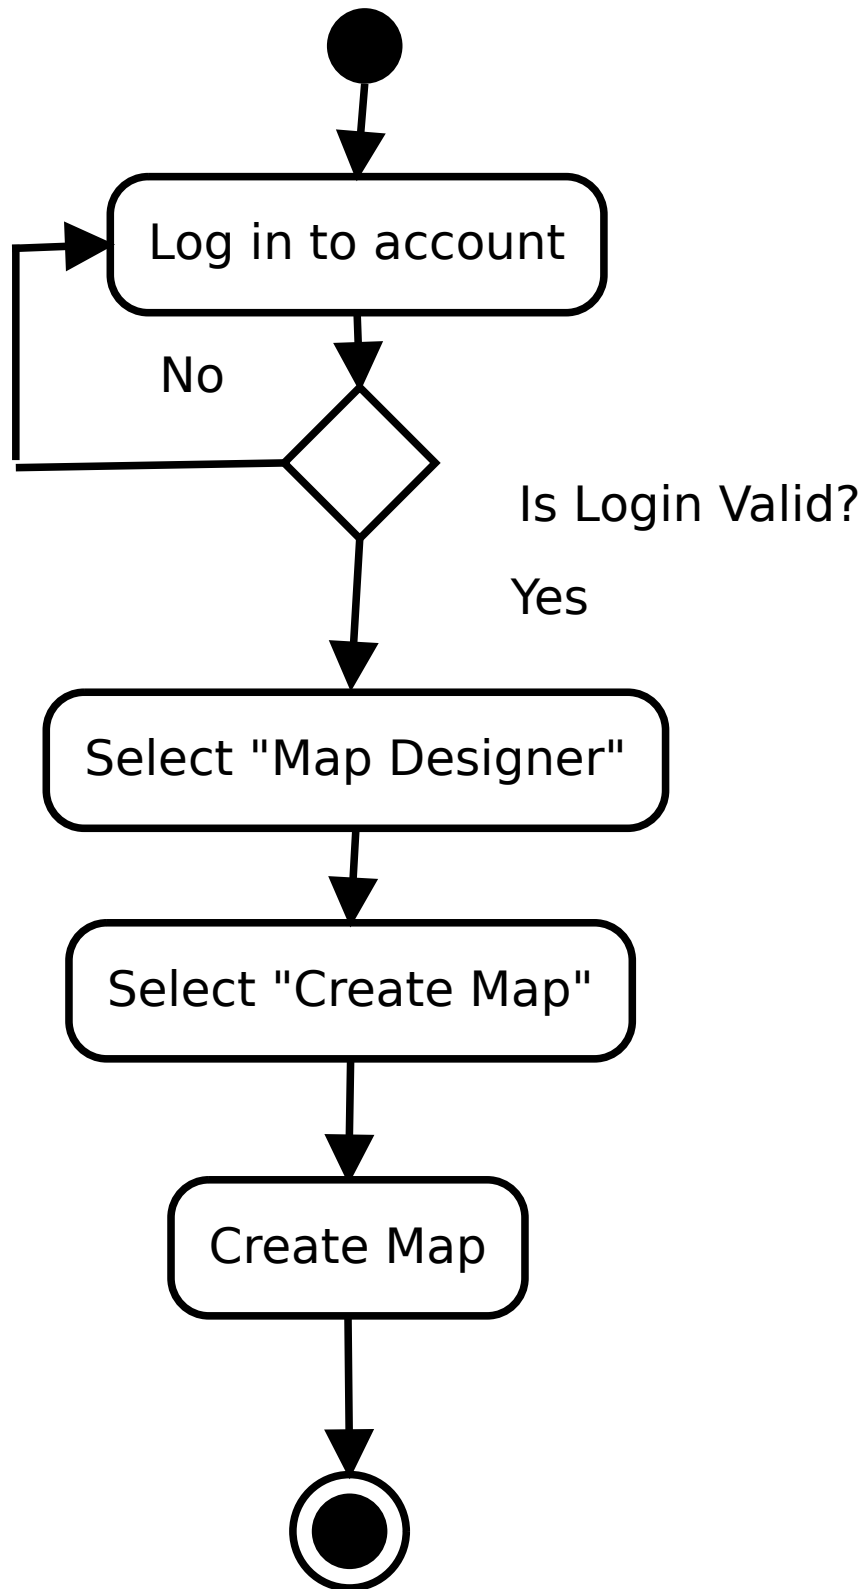 Log in to account
No
Is Login Valid?
Yes
Select "Map Designer"
Select "Create Map"
Create Map